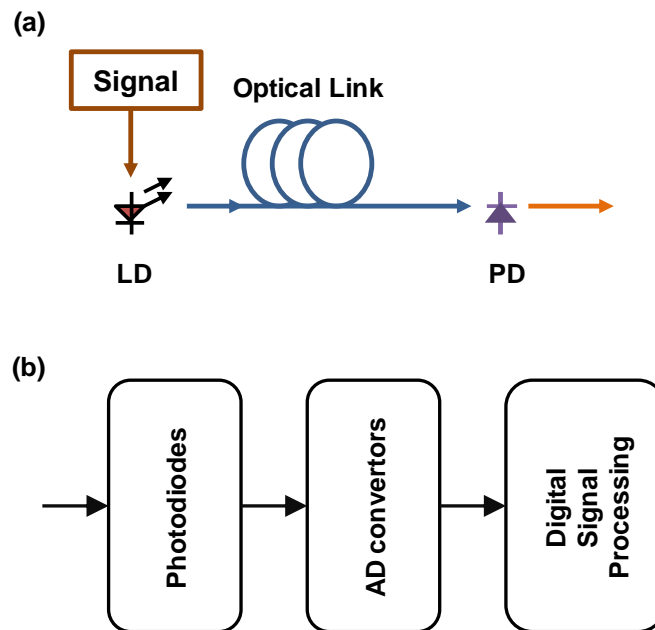 (a)
Signal
Optical Link
LD
PD
(b)
Photodiodes
AD convertors
Digital
Signal
Processing